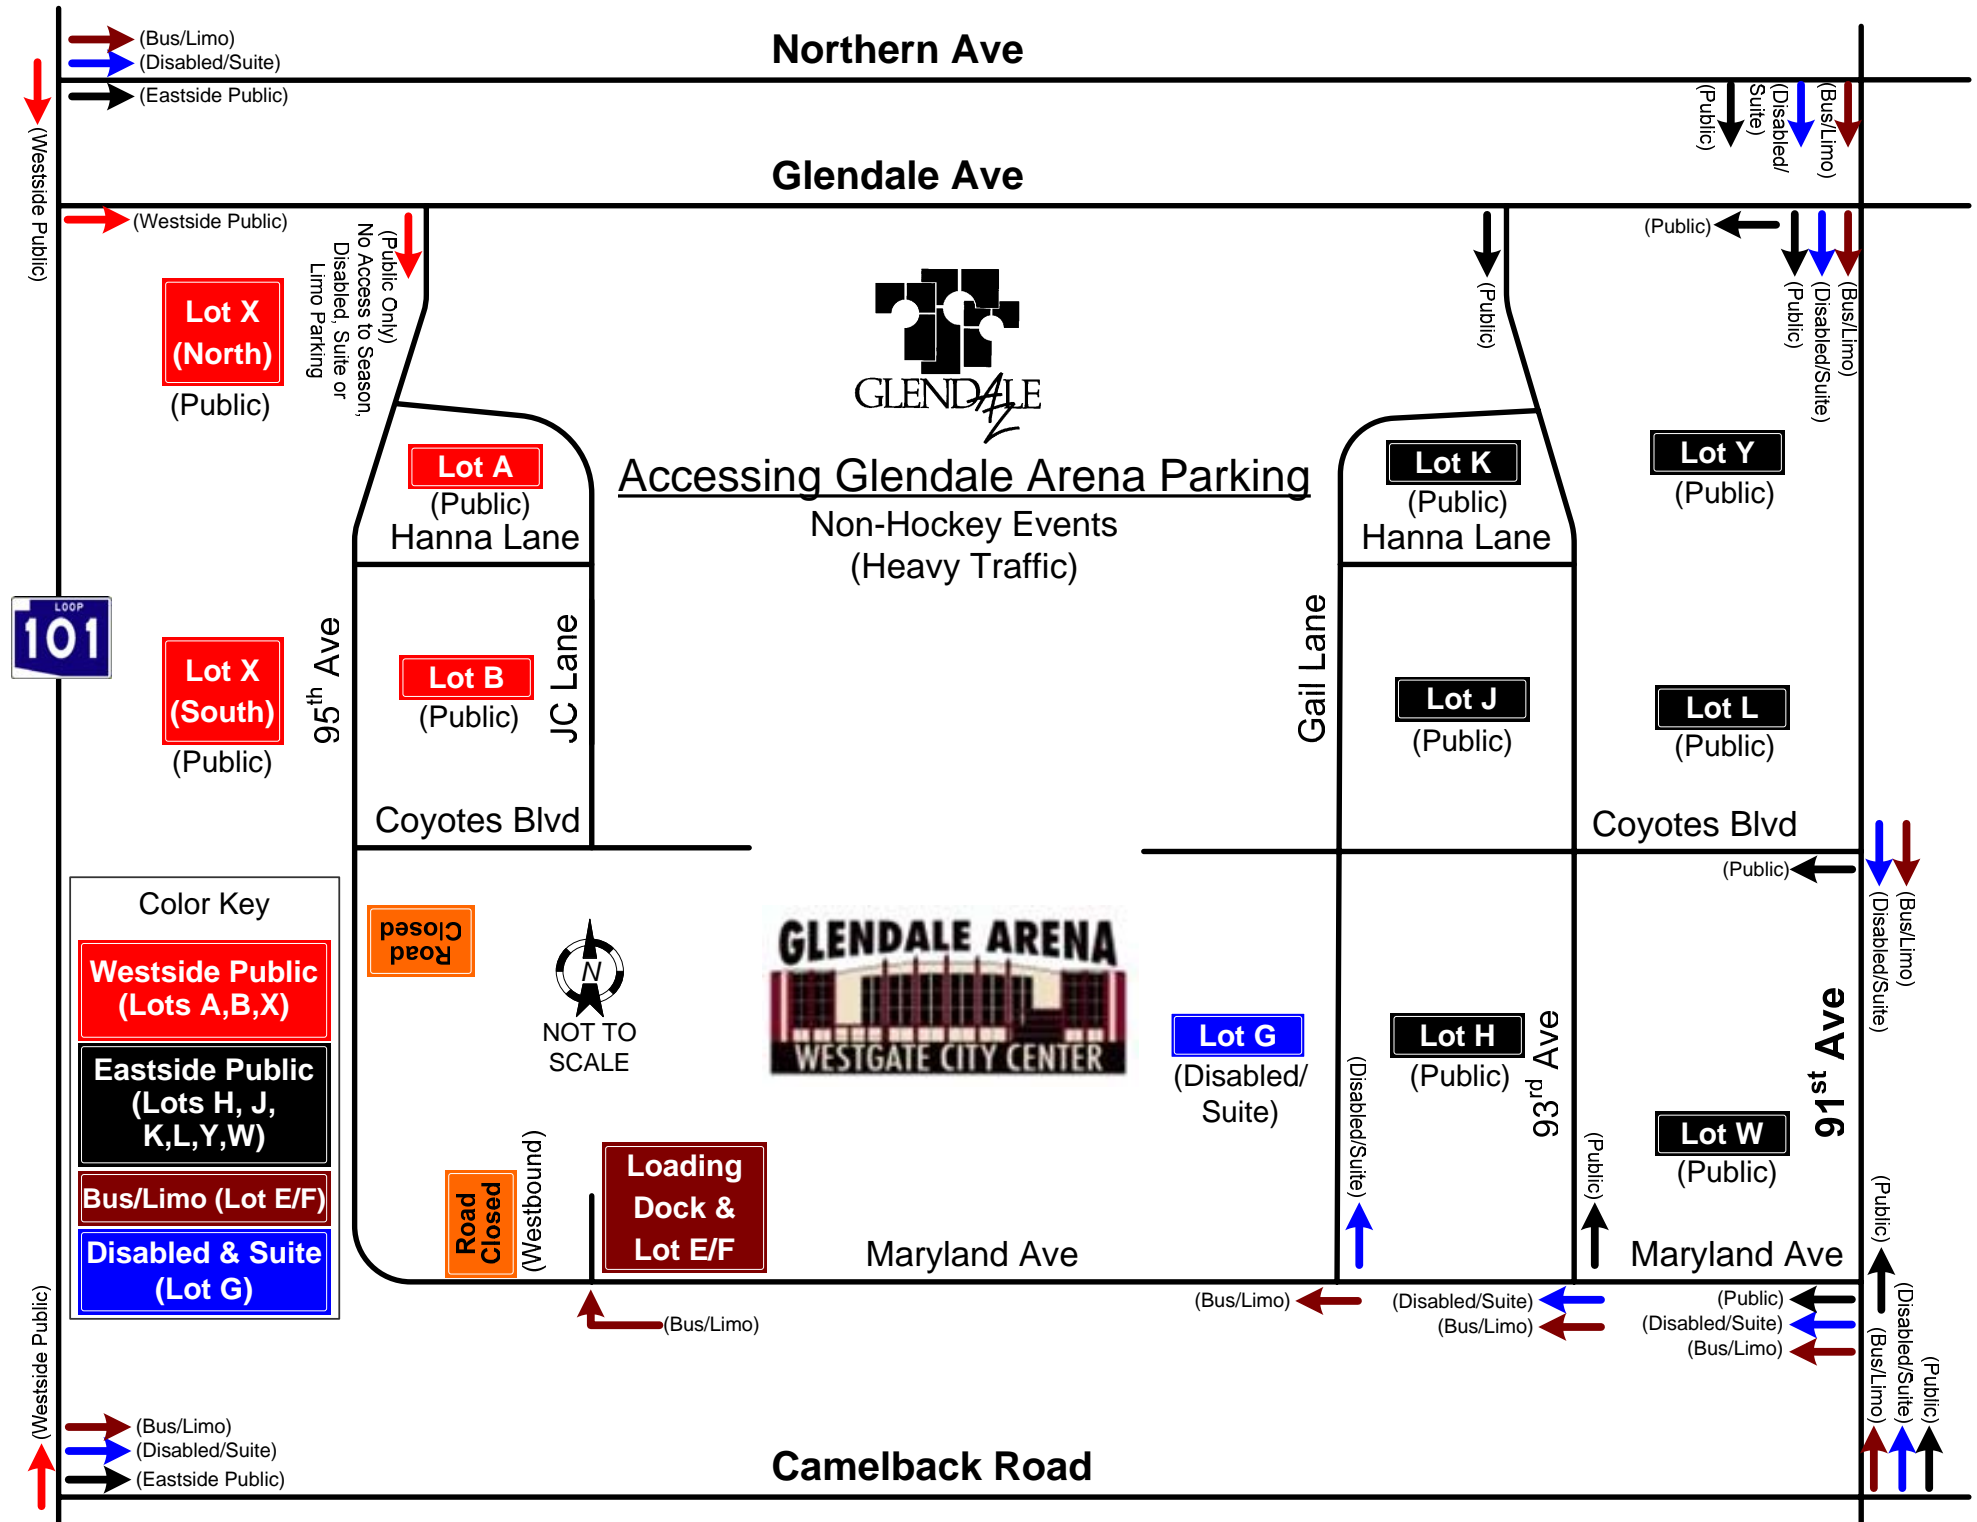 (Bus/Limo)
(Disabled/Suite)
Northern Ave
(Eastside Public)
(Westside Public)
(Public)
(Disabled/
Suite)
(Bus/Limo)
Glendale Ave
(Westside Public)
(Public Only)
No Access to Season,
Disabled, Suite or
Limo Parking
(Public)
(Public)
(Public)
(Disabled/Suite)
(Bus/Limo)
Lot X
(North)
(Public)
GLENDALE
AZ
Lot A
(Public)
Hanna Lane
Accessing Glendale Arena Parking
Non-Hockey Events
(Heavy Traffic)
Lot K
(Public)
Hanna Lane
Lot Y
(Public)
LOOP
101
Lot X
(South)
(Public)
95th Ave
Lot B
(Public)
JC Lane
Gail Lane
Lot J
(Public)
Lot L
(Public)
Coyotes Blvd
Coyotes Blvd
(Public)
(Disabled/Suite)
(Bus/Limo)
Color Key
Westside Public
(Lots A,B,X)
Eastside Public
(Lots H, J,
K,L,Y,W)
Bus/Limo (Lot E/F)
Disabled & Suite
(Lot G)
Road
Closed
N
NOT TO
SCALE
GLENDALE ARENA
WESTGATE CITY CENTER
Lot G
(Disabled/
Suite)
(Disabled/Suite)
Lot H
(Public)
93rd Ave
(Public)
Lot W
(Public)
91st Ave
(Public)
Road
Closed
(Westbound)
Loading
Dock &
Lot E/F
Maryland Ave
Maryland Ave
(Bus/Limo)
(Bus/Limo)
(Disabled/Suite)
(Bus/Limo)
(Public)
(Disabled/Suite)
(Bus/Limo)
(Bus/Limo)
(Disabled/Suite)
(Public)
(Westside Public)
(Bus/Limo)
(Disabled/Suite)
(Eastside Public)
Camelback Road